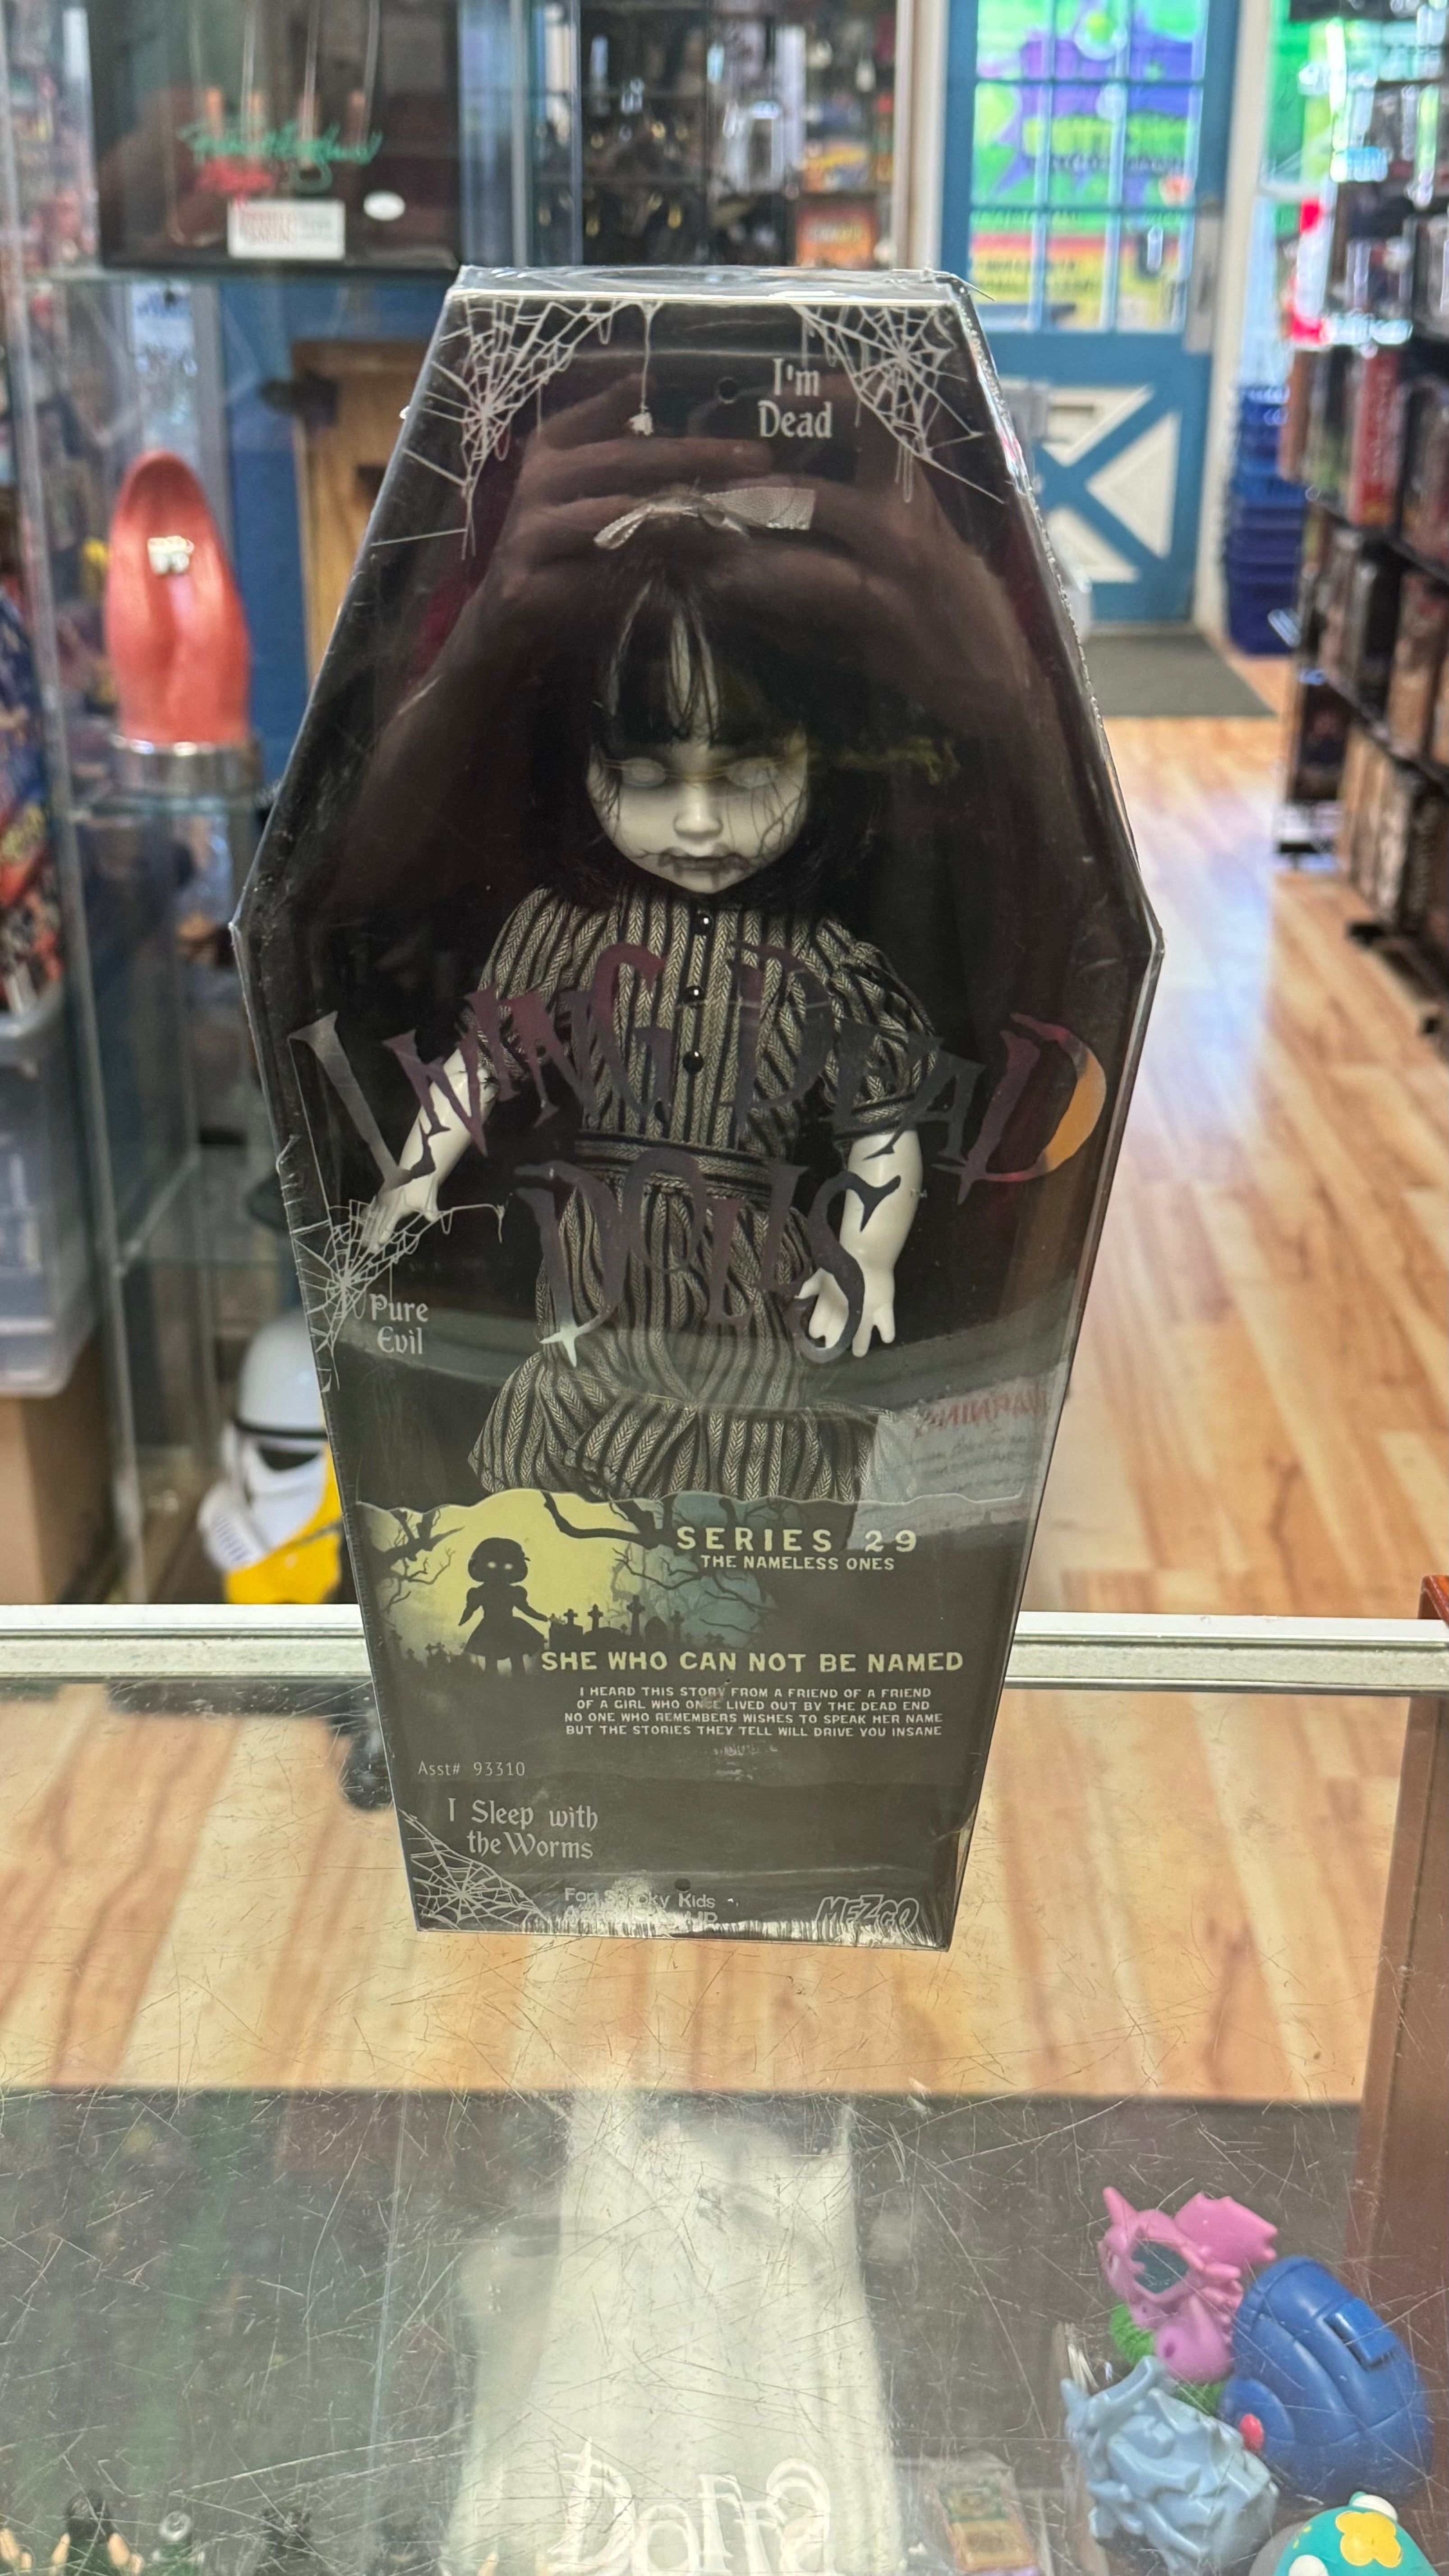 I'm
Dead
LIVING DEAD
DOLLS
Pure
Evil
SERIES 29
THE NAMELESS ONES
SHE WHO CAN NOT BE NAMED
I HEARD THIS STORY FROM A FRIEND OF A FRIEND
OF A GIRL WHO ONCE LIVED OUT BY THE DEAD END
NO ONE WHO REMEMBERS WISHES TO SPEAK HER NAME
BUT THE STORIES THEY TELL WILL DRIVE YOU INSANE
Asst# 93310
I Sleep with
the Worms
For Spooky Kids
MEZCO